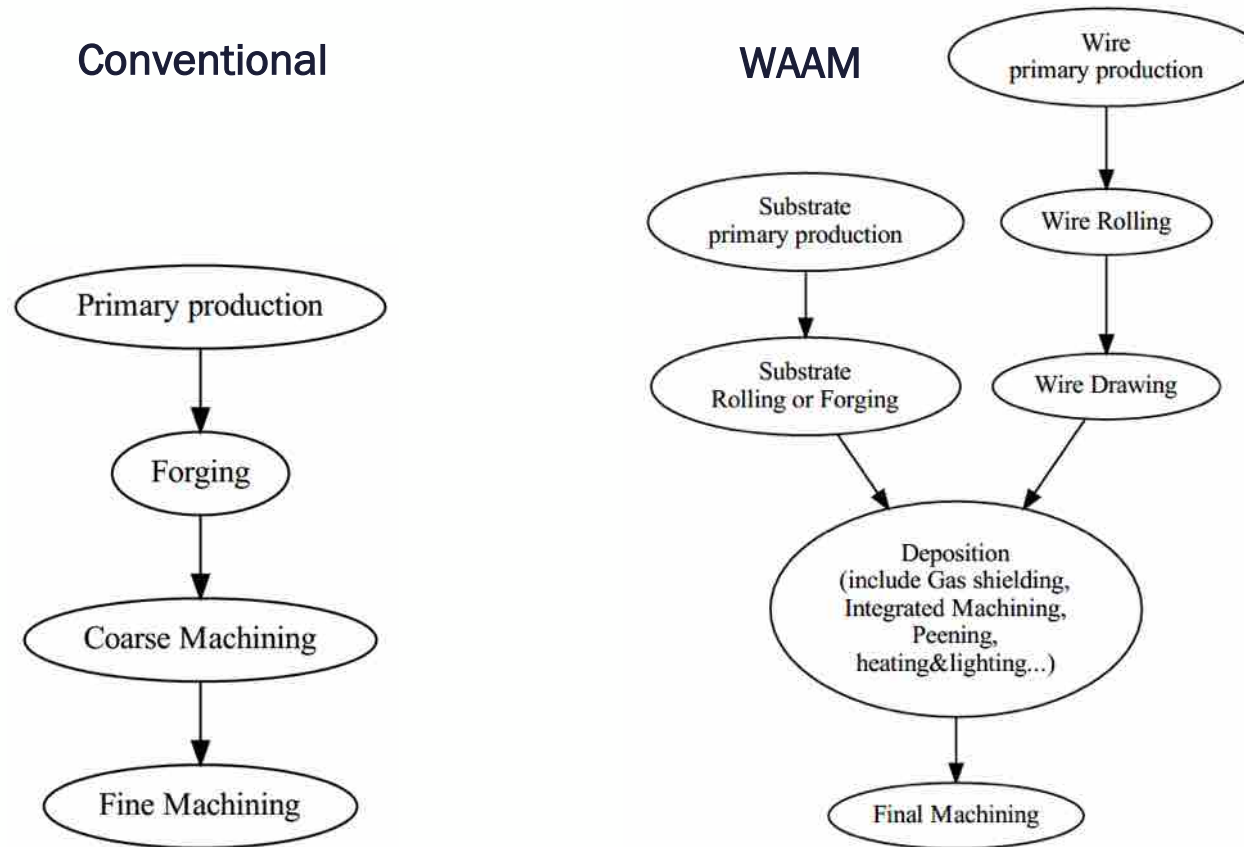 Conventional
Primary production
Forging
Coarse Machining
Fine Machining
WAAM
Wire
primary production
Substrate
primary production
Wire Rolling
Substrate
Rolling or Forging
Wire Drawing
Deposition
(include Gas shielding,
Integrated Machining,
Peening,
heating&lighting...)
Final Machining